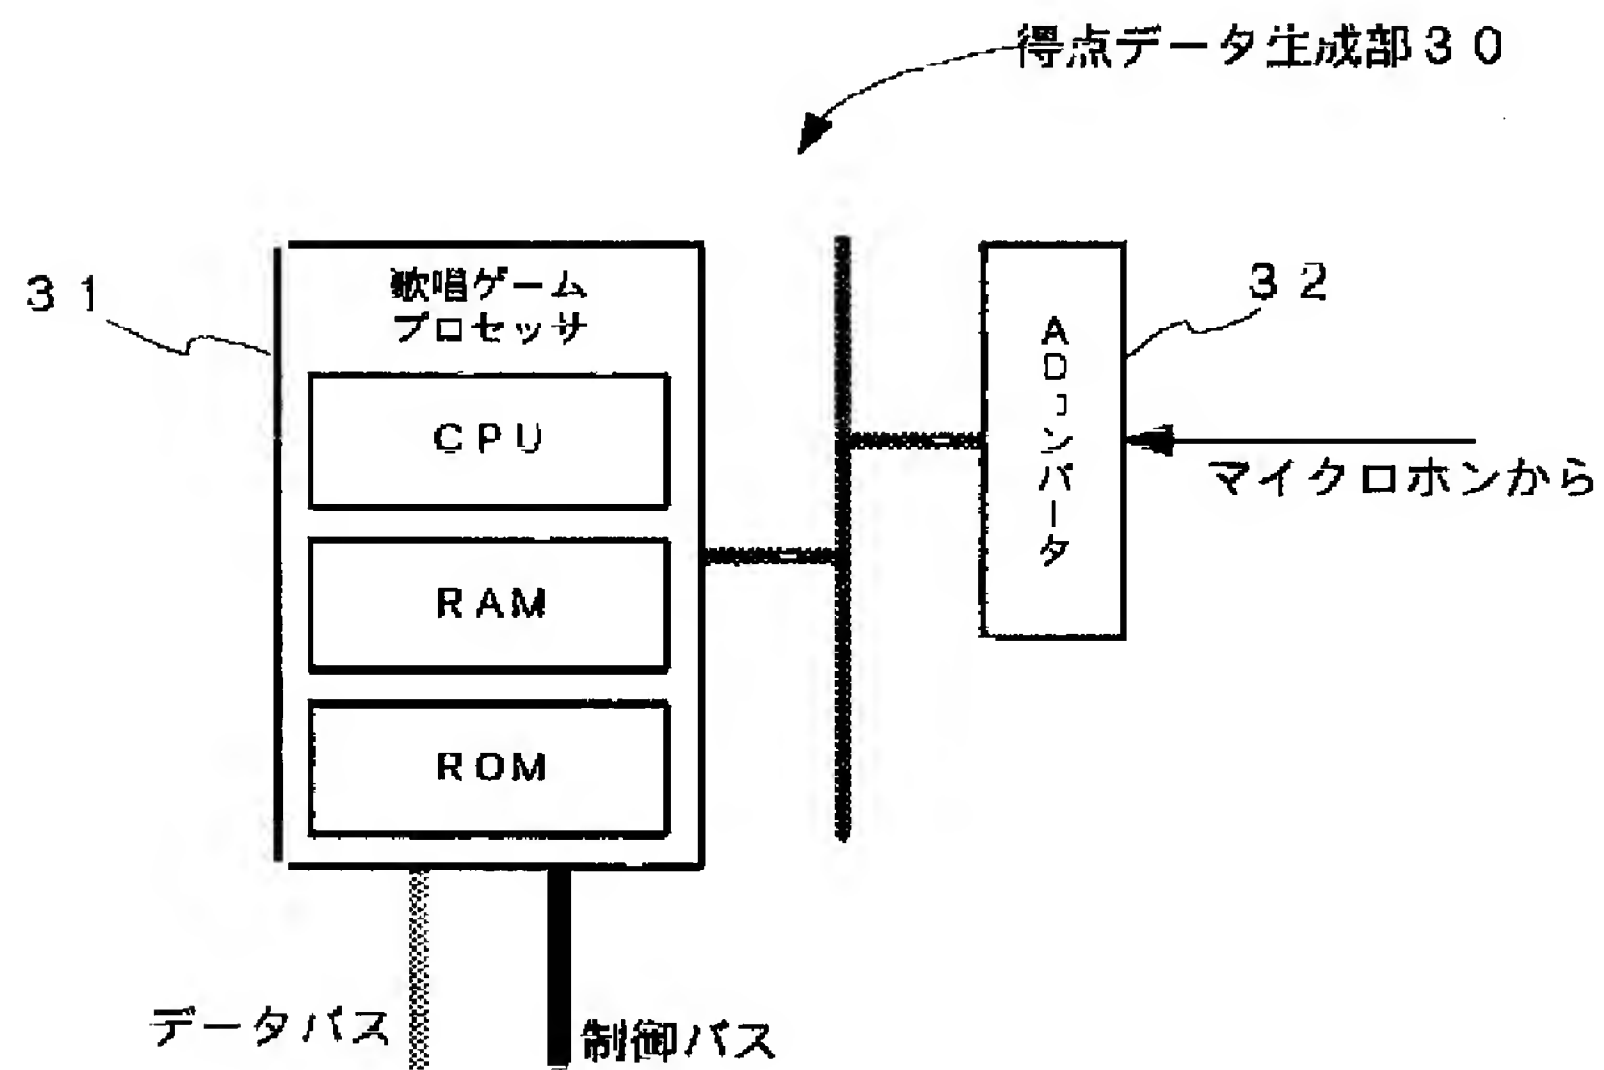 得点データ生成部３０
３１
歌唱ゲーム
プロセッサ
ＣＰＵ
ＲＡＭ
ＲＯＭ
３２
ＡＤコンバータ
マイクロホンから
データバス
制御バス